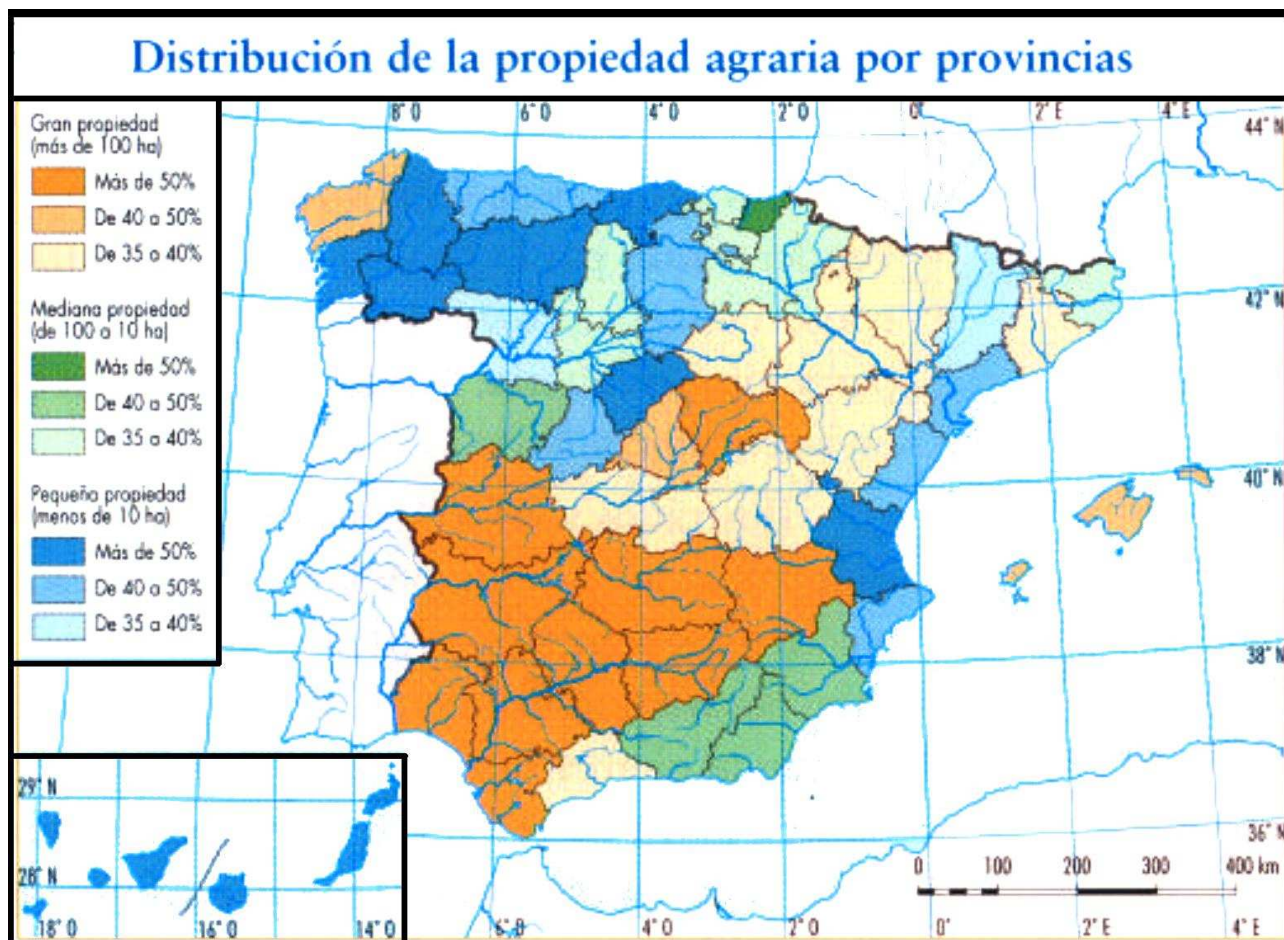 Distribución de la propiedad agraria por provincias
Gran propiedad
(más de 100 ha)
Más de 50%
De 40 a 50%
De 35 a 40%
Mediana propiedad
(de 100 a 10 ha)
Más de 50%
De 40 a 50%
De 35 a 40%
Pequeña propiedad
(menos de 10 ha)
Más de 50%
De 40 a 50%
De 35 a 40%
8° O 6° O 4° O 2° O 0° 2° E 4° E
44° N
42° N
40° N
38° N
36° N
29° N
28° N
18° O 16° O 14° O
0 100 200 300 400 km
6° O 4° O 2° O 0° 2° E 4° E